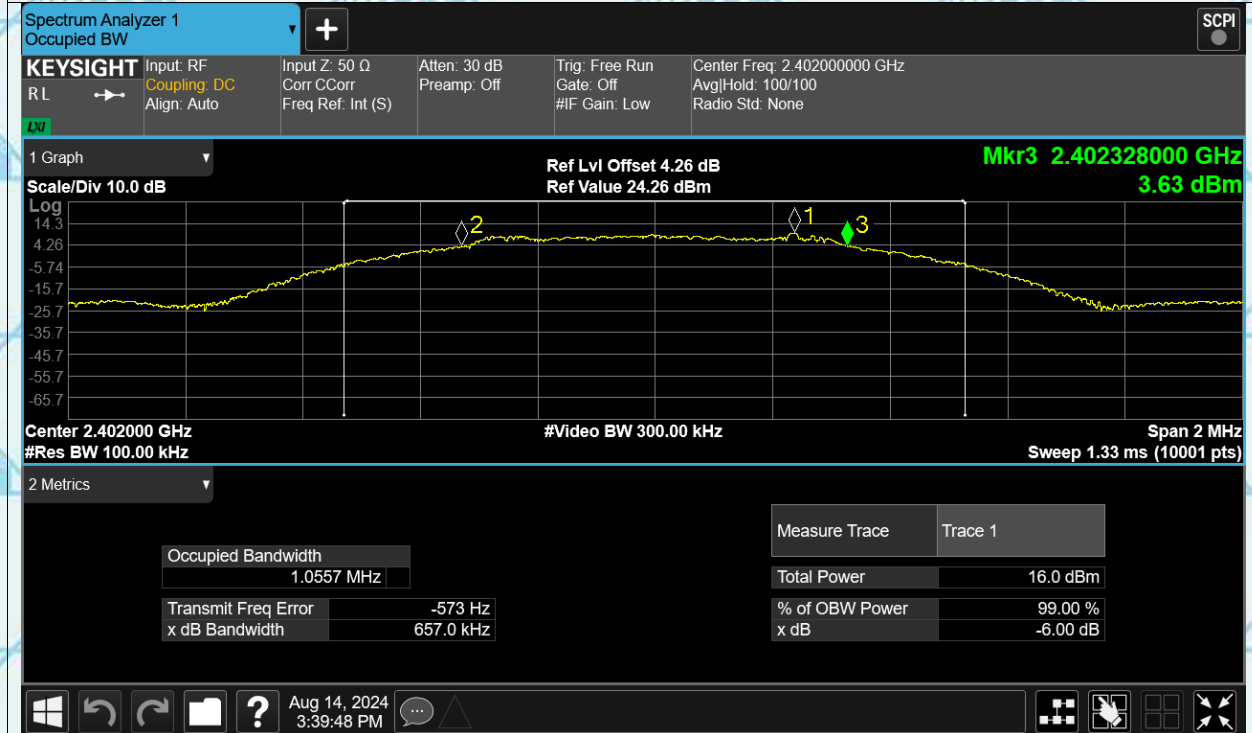 Spectrum Analyzer 1
Occupied BW
SCPI
KEYSIGHT
R L
LXI
Input: RF
Coupling: DC
Align: Auto
Input Z: 50 Ω
Corr CCorr
Freq Ref: Int (S)
Atten: 30 dB
Preamp: Off
Trig: Free Run
Gate: Off
#IF Gain: Low
Center Freq: 2.402000000 GHz
Avg|Hold: 100/100
Radio Std: None
1 Graph
Scale/Div 10.0 dB
Ref Lvl Offset 4.26 dB
Ref Value 24.26 dBm
Mkr3 2.402328000 GHz
3.63 dBm
Log
14.3
4.26
-5.74
-15.7
-25.7
-35.7
-45.7
-55.7
-65.7
2
1
3
Center 2.402000 GHz
#Video BW 300.00 kHz
Span 2 MHz
#Res BW 100.00 kHz
Sweep 1.33 ms (10001 pts)
2 Metrics
Occupied Bandwidth
1.0557 MHz
Transmit Freq Error -573 Hz
x dB Bandwidth 657.0 kHz
Measure Trace Trace 1
Total Power 16.0 dBm
% of OBW Power 99.00 %
x dB -6.00 dB
?
Aug 14, 2024
3:39:48 PM